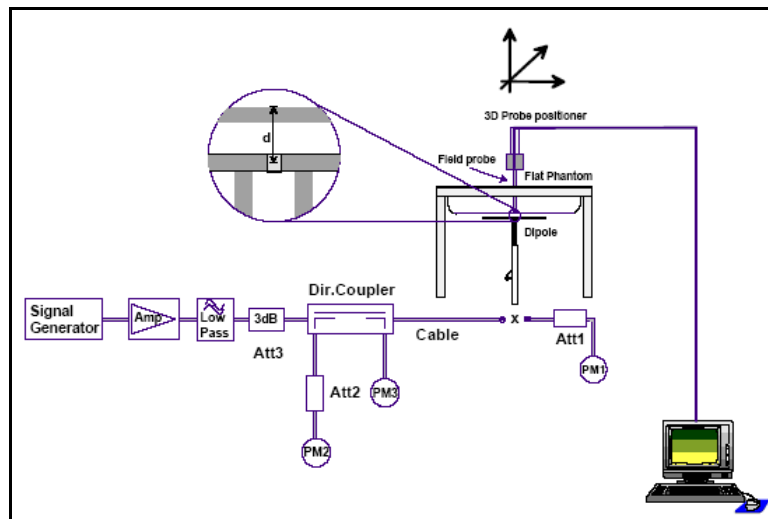 3D Probe positioner
d
Field probe
Flat Phantom
Dipole
Dir.Coupler
Signal
Generator
Amp
Low
Pass
3dB
Att3
Cable
x
Att1
Att2
PM3
PM1
PM2